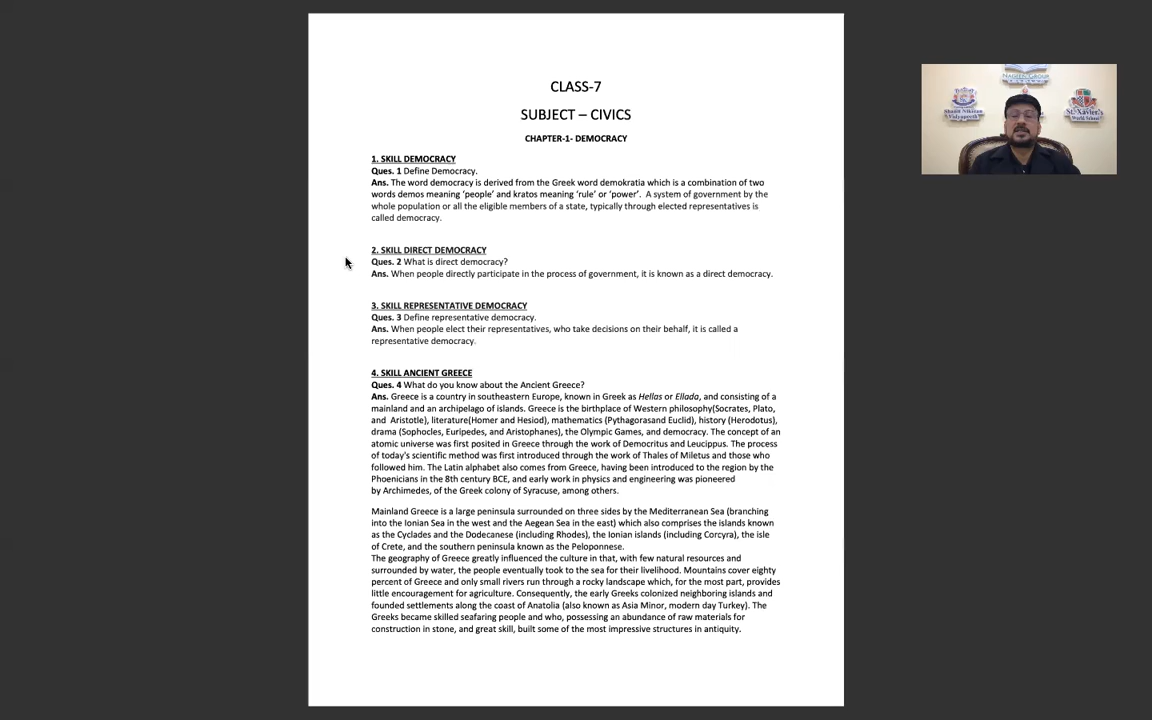 CLASS-7
SUBJECT – CIVICS
CHAPTER-1- DEMOCRACY
1. SKILL DEMOCRACY
Ques. 1 Define Democracy.
Ans. The word democracy is derived from the Greek word demokratia which is a combination of two
words demos meaning ‘people’ and kratos meaning ‘rule’ or ‘power’. A system of government by the
whole population or all the eligible members of a state, typically through elected representatives is
called democracy.
2. SKILL DIRECT DEMOCRACY
Ques. 2 What is direct democracy?
Ans. When people directly participate in the process of government, it is known as a direct democracy.
3. SKILL REPRESENTATIVE DEMOCRACY
Ques. 3 Define representative democracy.
Ans. When people elect their representatives, who take decisions on their behalf, it is called a
representative democracy.
4. SKILL ANCIENT GREECE
Ques. 4 What do you know about the Ancient Greece?
Ans. Greece is a country in southeastern Europe, known in Greek as Hellas or Ellada, and consisting of a
mainland and an archipelago of islands. Greece is the birthplace of Western philosophy(Socrates, Plato,
and Aristotle), literature(Homer and Hesiod), mathematics (Pythagorasand Euclid), history (Herodotus),
drama (Sophocles, Euripedes, and Aristophanes), the Olympic Games, and democracy. The concept of an
atomic universe was first posited in Greece through the work of Democritus and Leucippus. The process
of today's scientific method was first introduced through the work of Thales of Miletus and those who
followed him. The Latin alphabet also comes from Greece, having been introduced to the region by the
Phoenicians in the 8th century BCE, and early work in physics and engineering was pioneered
by Archimedes, of the Greek colony of Syracuse, among others.
Mainland Greece is a large peninsula surrounded on three sides by the Mediterranean Sea (branching
into the Ionian Sea in the west and the Aegean Sea in the east) which also comprises the islands known
as the Cyclades and the Dodecanese (including Rhodes), the Ionian islands (including Corcyra), the isle
of Crete, and the southern peninsula known as the Peloponnese.
The geography of Greece greatly influenced the culture in that, with few natural resources and
surrounded by water, the people eventually took to the sea for their livelihood. Mountains cover eighty
percent of Greece and only small rivers run through a rocky landscape which, for the most part, provides
little encouragement for agriculture. Consequently, the early Greeks colonized neighboring islands and
founded settlements along the coast of Anatolia (also known as Asia Minor, modern day Turkey). The
Greeks became skilled seafaring people and who, possessing an abundance of raw materials for
construction in stone, and great skill, built some of the most impressive structures in antiquity.
Shanti Niketan
Vidyapeeth
St. Xavier's
World School